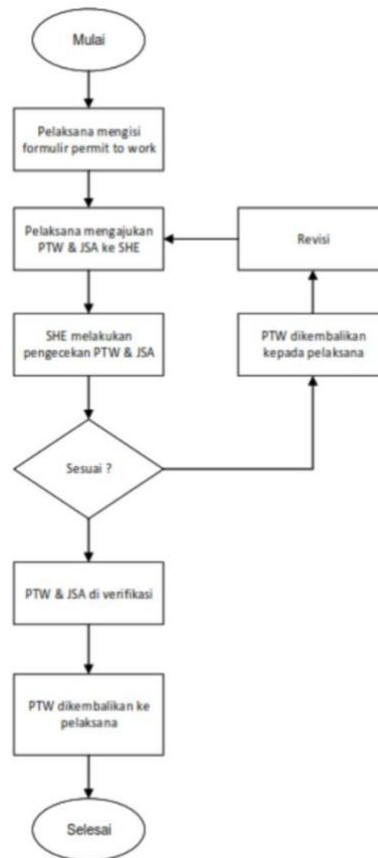 Mulai
Pelaksana mengisi
formulir permit to work
Pelaksana mengajukan
PTW & JSA ke SHE
Revisi
SHE melakukan
pengecekan PTW & JSA
PTW dikembalikan
kepada pelaksana
Sesuai ?
PTW & JSA di verifikasi
PTW dikembalikan ke
pelaksana
Selesai